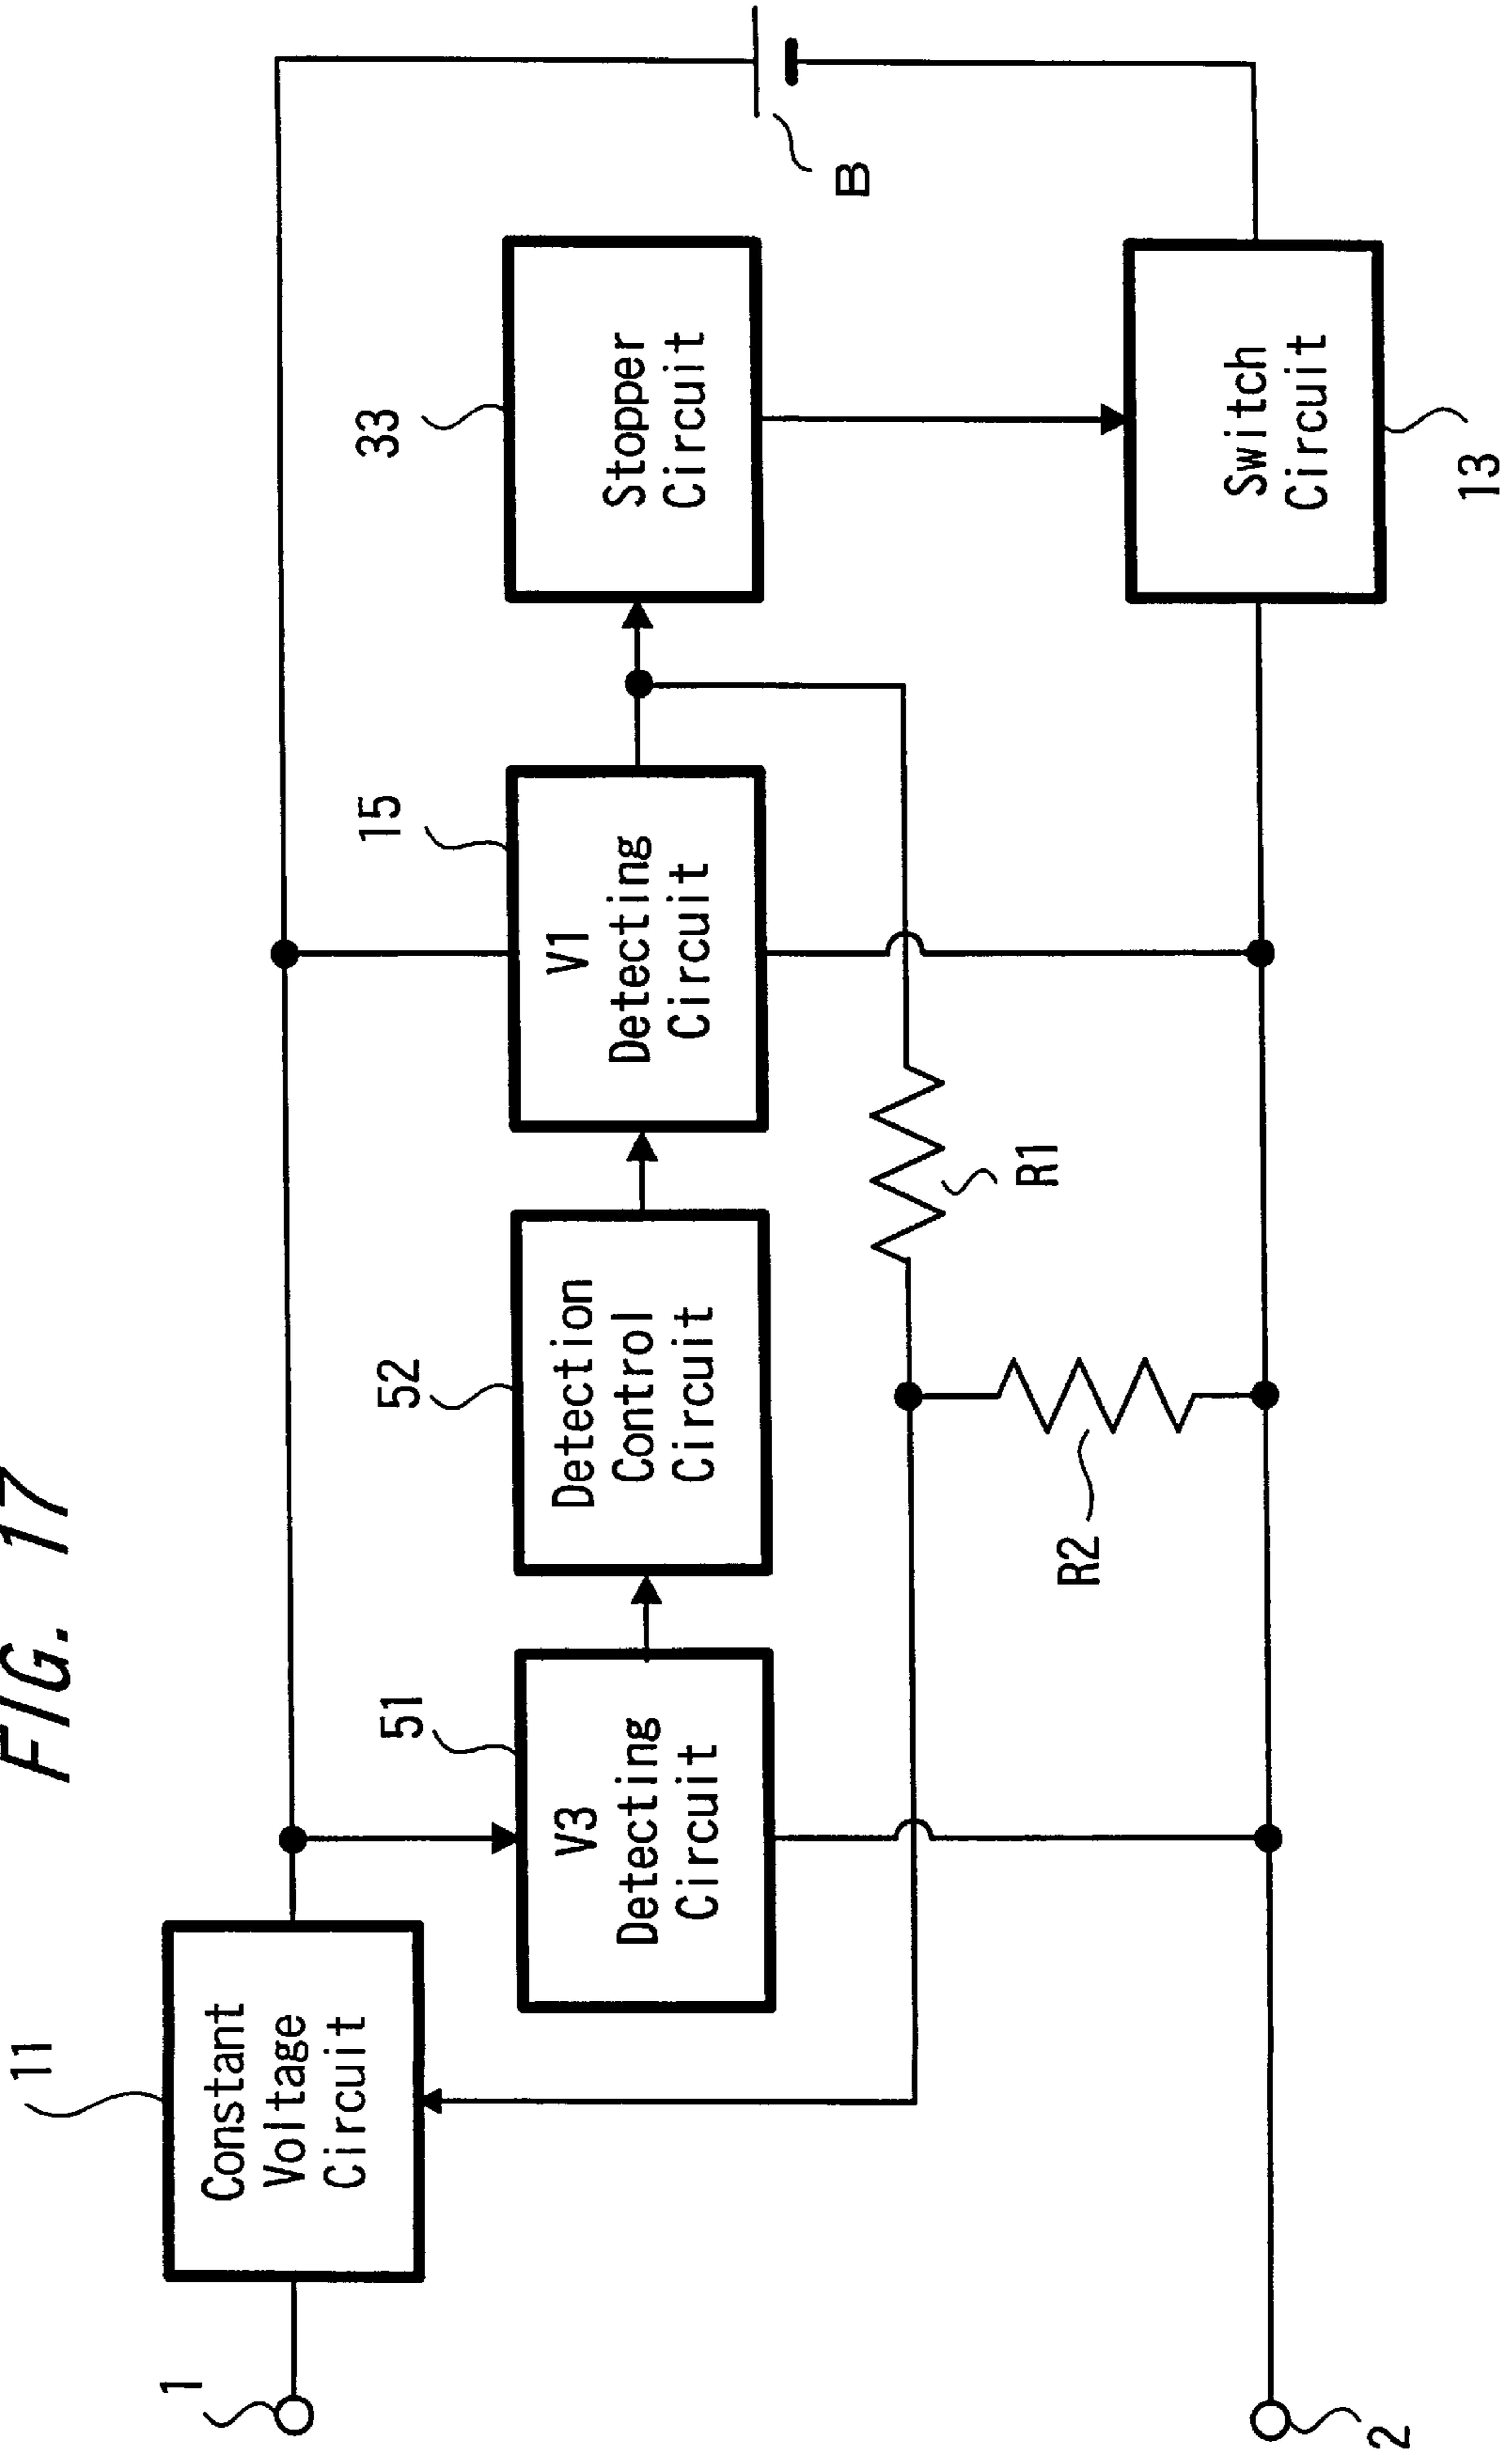 FIG. 17
11
Constant
Voltage
Circuit
1
51
V3
Detecting
Circuit
52
Detection
Control
Circuit
15
V1
Detecting
Circuit
33
Stopper
Circuit
R1
R2
B
Switch
Circuit
13
2